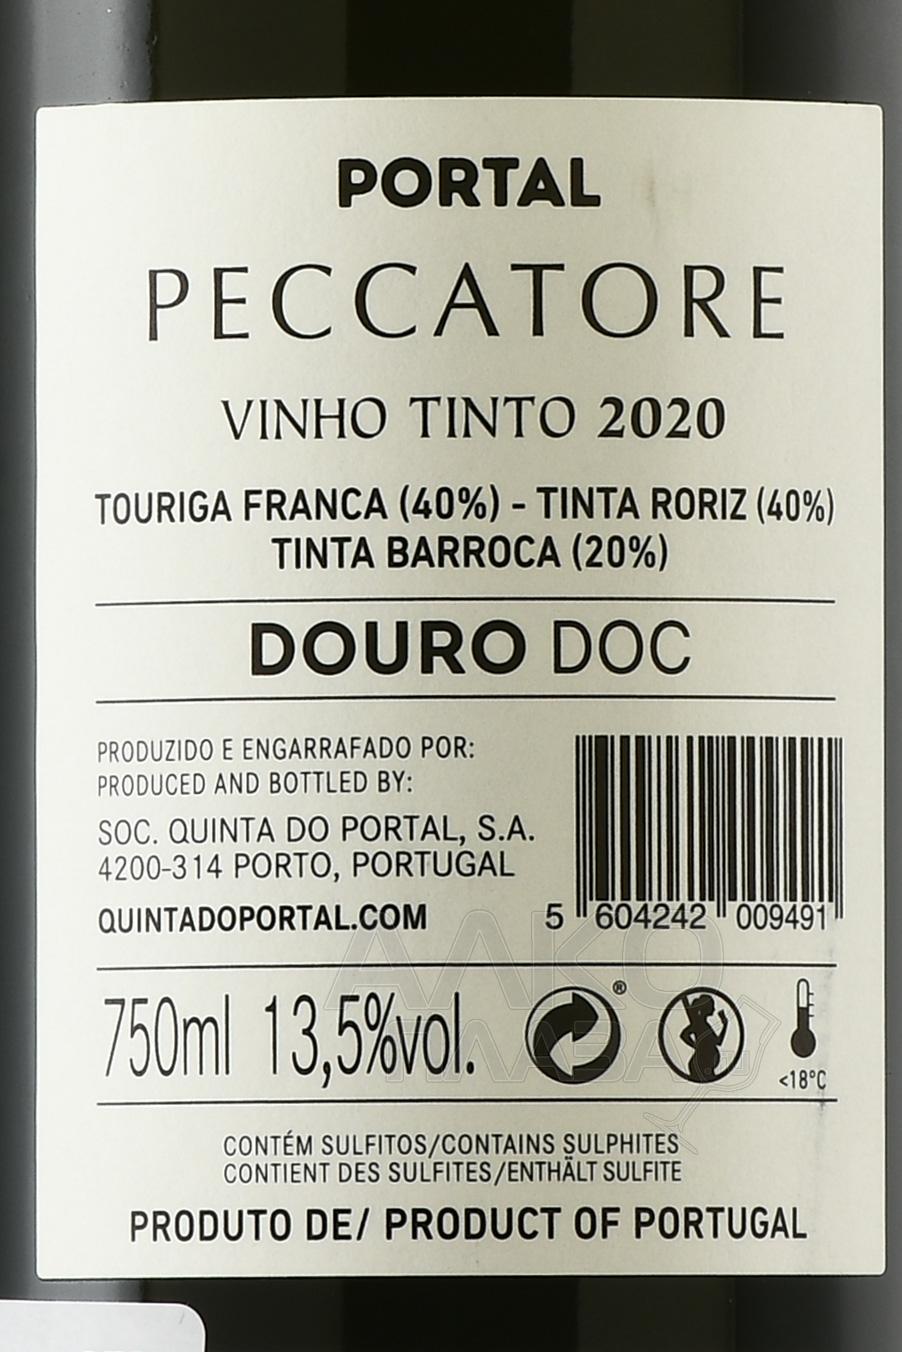 PORTAL
PECCATORE
VINHO TINTO 2020
TOURIGA FRANCA (40%) - TINTA RORIZ (40%)
TINTA BARROCA (20%)
DOURO DOC
PRODUZIDO E ENGARRAFADO POR:
PRODUCED AND BOTTLED BY:
SOC. QUINTA DO PORTAL, S.A.
4200-314 PORTO, PORTUGAL
QUINTADOPORTAL.COM
5 604242 009491
750ml 13,5%vol.
®
<18°C
CONTÉM SULFITOS/CONTAINS SULPHITES
CONTIENT DES SULFITES/ENTHÄLT SULFITE
PRODUTO DE/ PRODUCT OF PORTUGAL